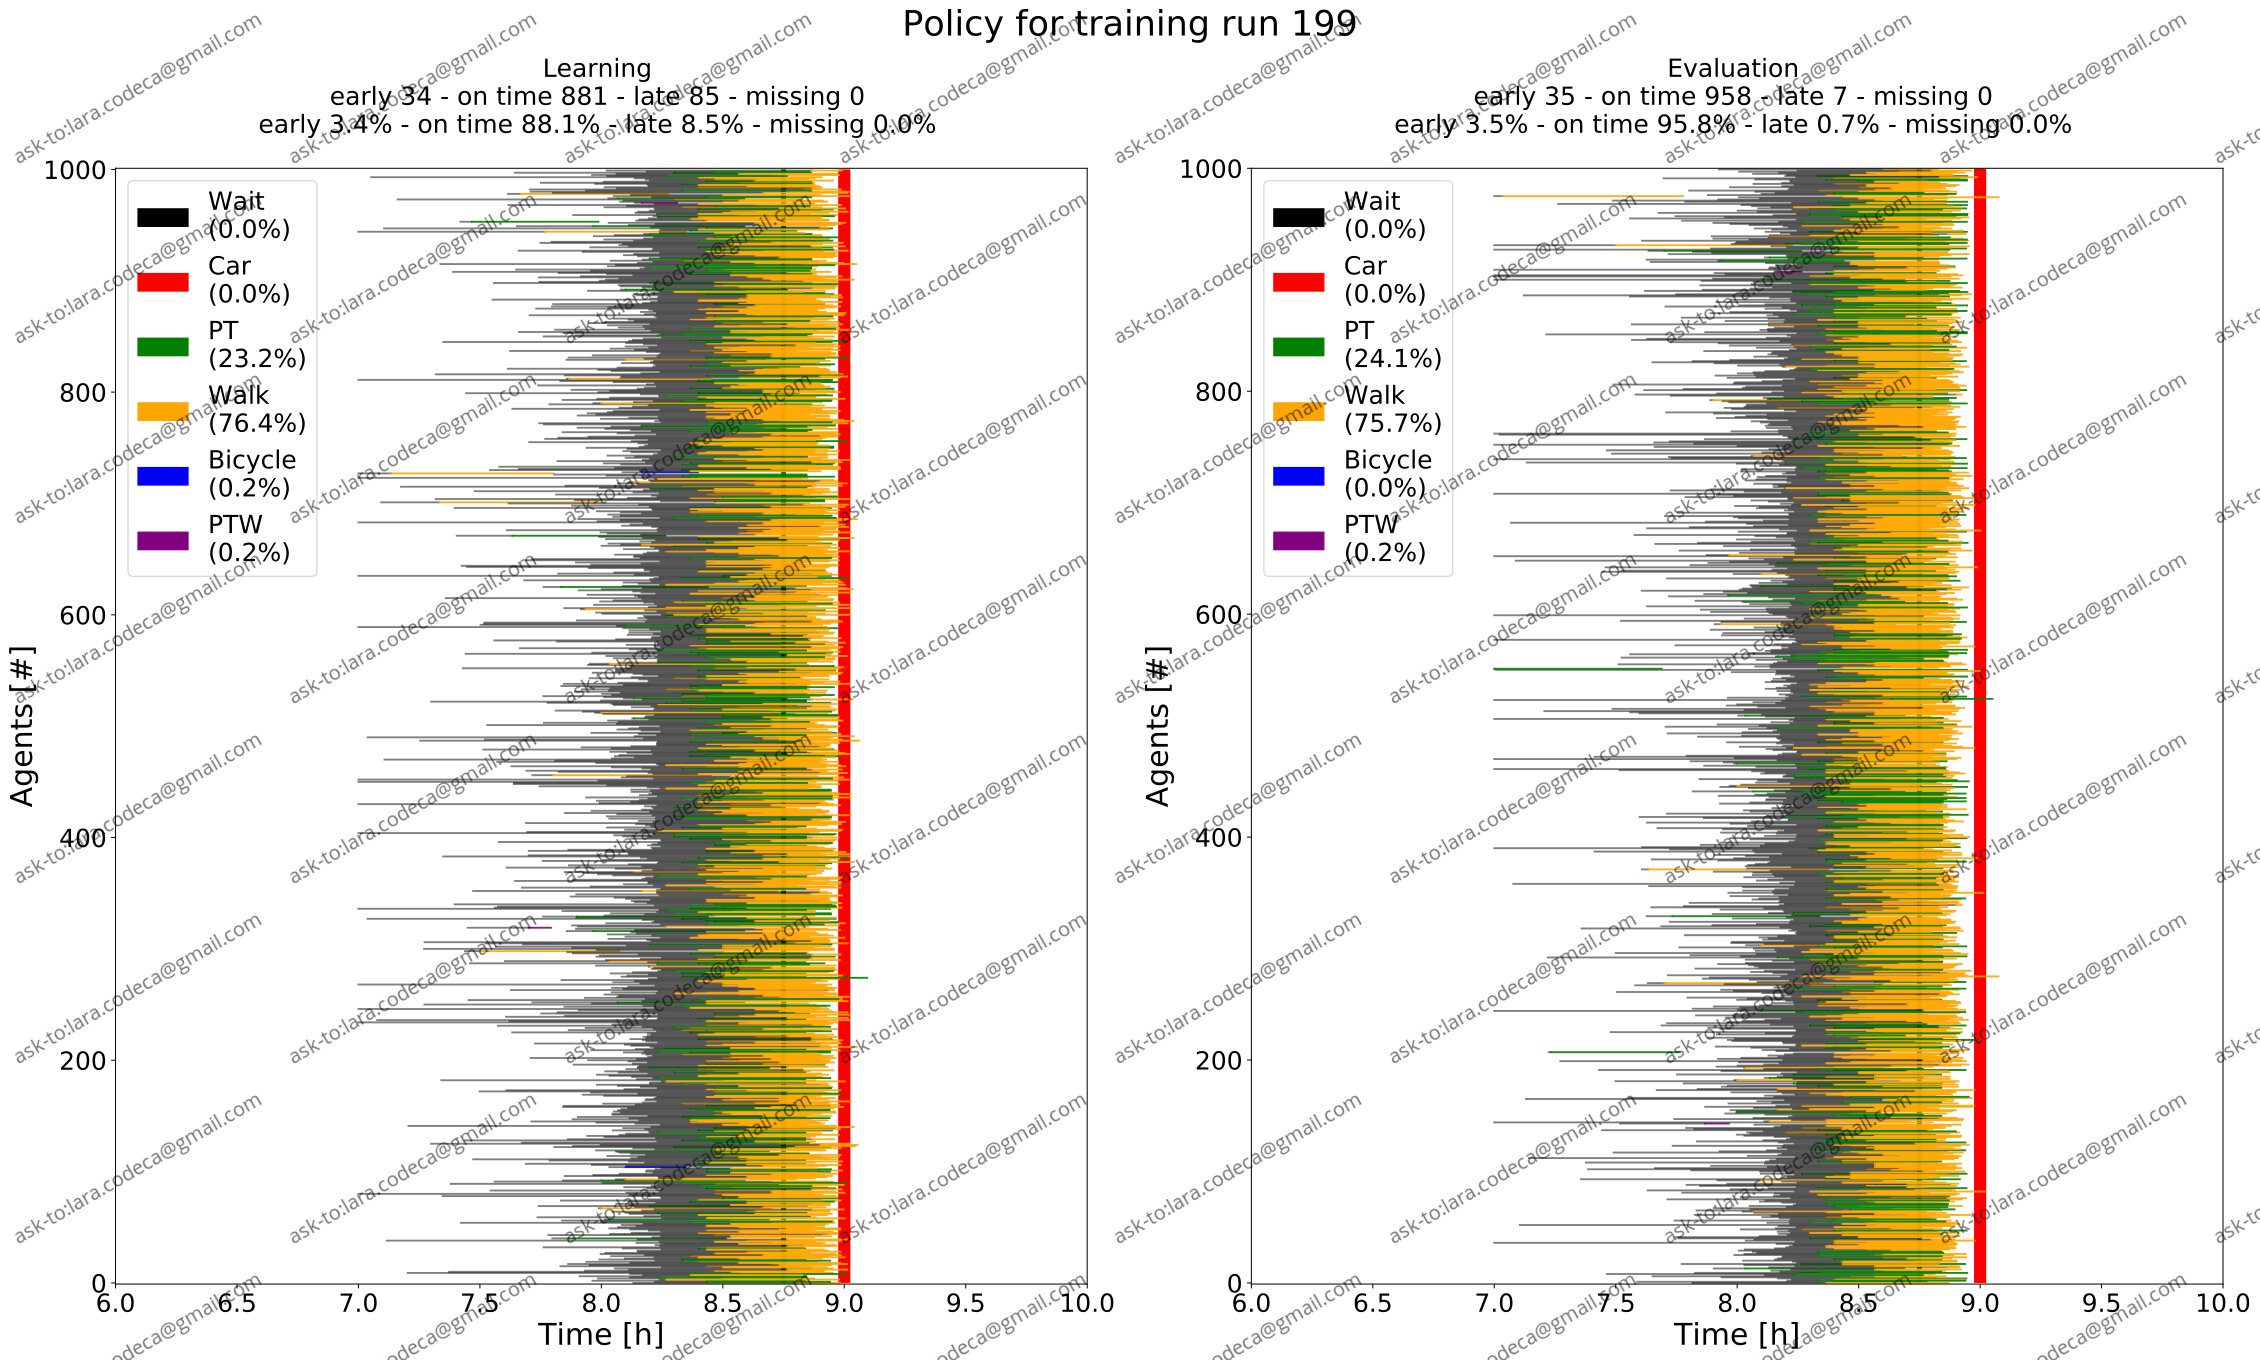 Policy for training run 199
Learning
early 34 - on time 881 - late 85 - missing 0
early 3.4% - on time 88.1% - late 8.5% - missing 0.0%
1000
800
600
400
200
0
Agents [#]
Wait
(0.0%)
Car
(0.0%)
PT
(23.2%)
Walk
(76.4%)
Bicycle
(0.2%)
PTW
(0.2%)
6.0 6.5 7.0 7.5 8.0 8.5 9.0 9.5 10.0
Time [h]
Evaluation
early 35 - on time 958 - late 7 - missing 0
early 3.5% - on time 95.8% - late 0.7% - missing 0.0%
1000
800
600
400
200
0
Agents [#]
Wait
(0.0%)
Car
(0.0%)
PT
(24.1%)
Walk
(75.7%)
Bicycle
(0.0%)
PTW
(0.2%)
6.0 6.5 7.0 7.5 8.0 8.5 9.0 9.5 10.0
Time [h]
ask-to:lara.codeca@gmail.com